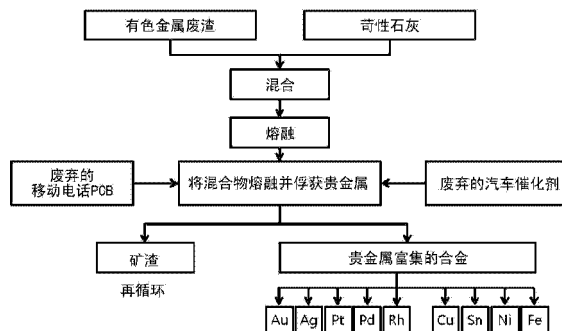 有色金属废渣
苛性石灰
混合
熔融
废弃的
移动电话POB
将混合物熔融并俘获贵金属
废弃的汽车催化剂
矿渣
贵金属富集的合金
再循环
Au Ag Pt Pd Rh Cu Sn Ni Fe